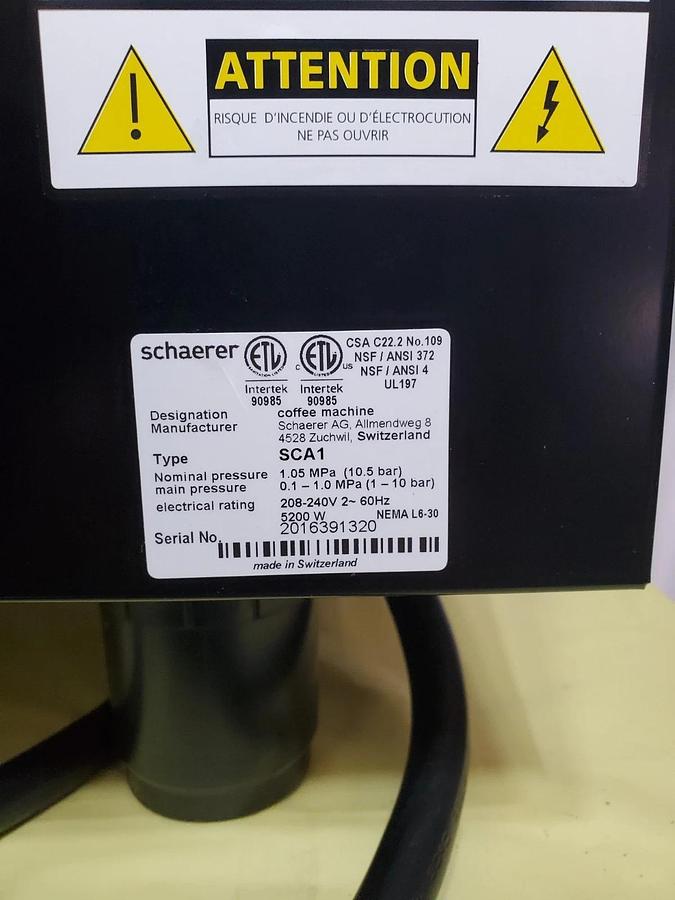 ATTENTION
RISQUE D'INCENDIE OU D'ÉLECTROCUTION
NE PAS OUVRIR
schaerer
ETL
ETL
CSA C22.2 No.109
NSF / ANSI 372
NSF / ANSI 4
UL197
c
us
Intertek
90985
Intertek
90985
Designation coffee machine
Manufacturer Schaerer AG, Allmendweg 8
4528 Zuchwil, Switzerland
Type SCA1
Nominal pressure 1.05 MPa (10.5 bar)
main pressure 0.1 – 1.0 MPa (1 – 10 bar)
electrical rating 208-240V 2~ 60Hz
5200 W NEMA L6-30
Serial No. 2016391320
made in Switzerland